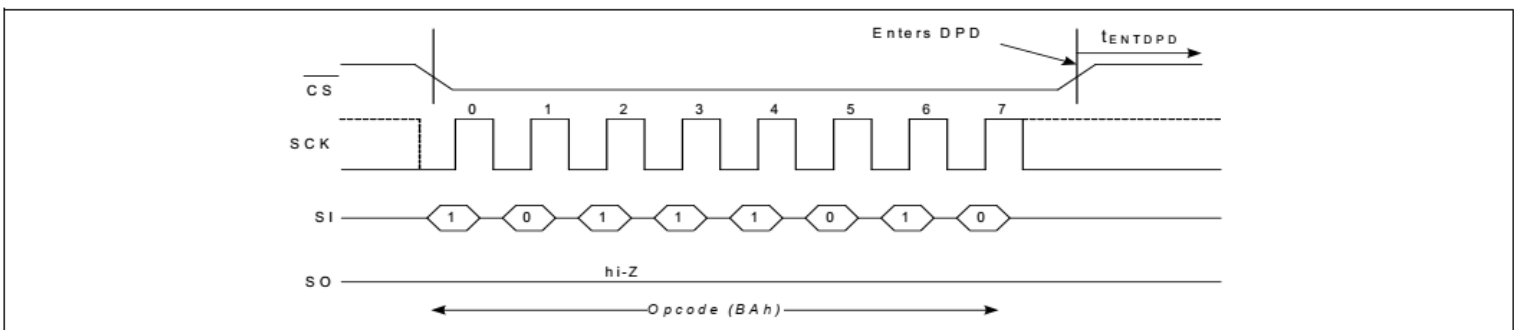 Enters DPD
tENTDPD
CS
0 1 2 3 4 5 6 7
SCK
SI 1 0 1 1 1 0 1 0
hi-Z
SO
Opcode (BAh)